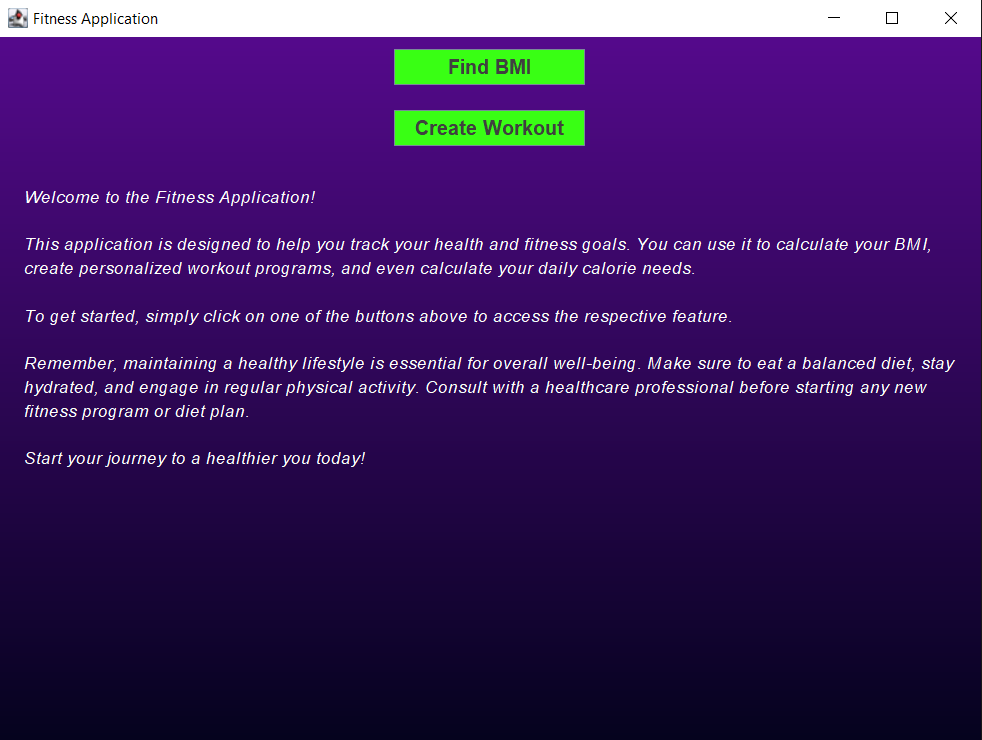 Fitness Application
Find BMI
Create Workout
Welcome to the Fitness Application!
This application is designed to help you track your health and fitness goals. You can use it to calculate your BMI,
create personalized workout programs, and even calculate your daily calorie needs.
To get started, simply click on one of the buttons above to access the respective feature.
Remember, maintaining a healthy lifestyle is essential for overall well-being. Make sure to eat a balanced diet, stay
hydrated, and engage in regular physical activity. Consult with a healthcare professional before starting any new
fitness program or diet plan.
Start your journey to a healthier you today!